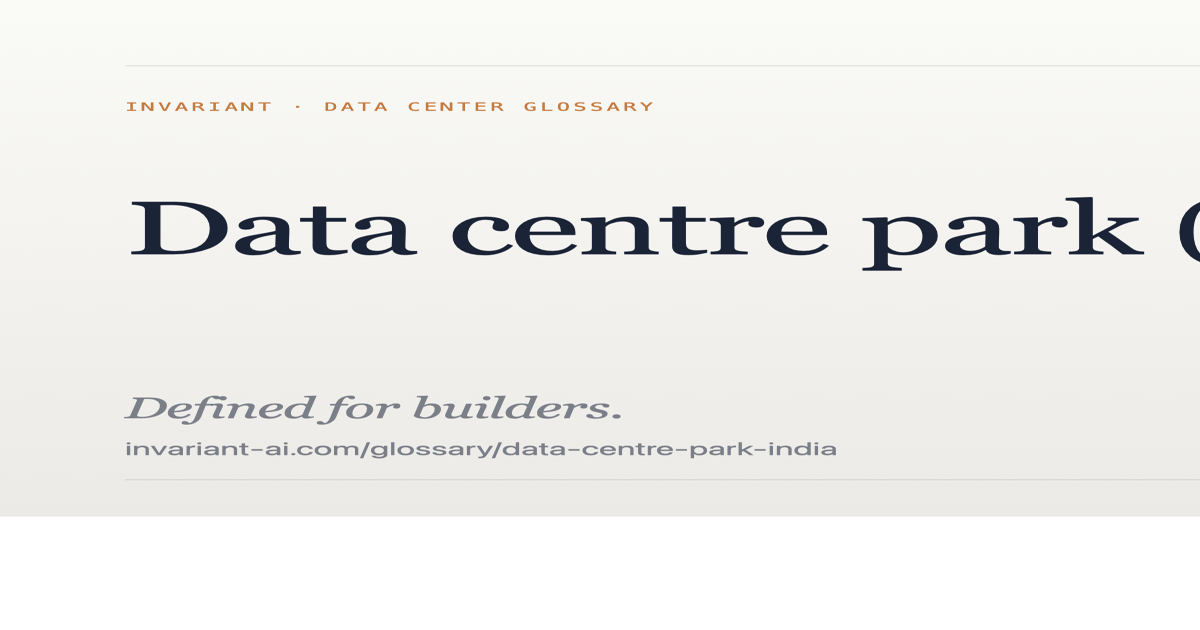 INVARIANT · DATA CENTER GLOSSARY
Data centre park (
Defined for builders.
invariant-ai.com/glossary/data-centre-park-india